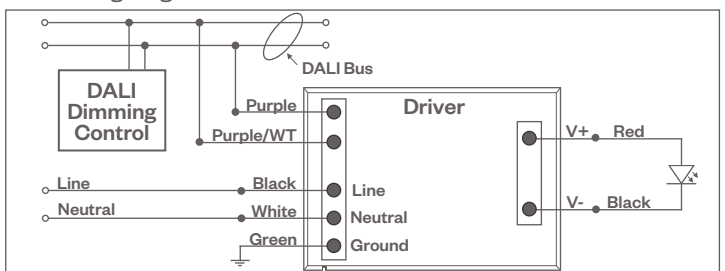 DALI Bus
DALI
Dimming
Control
Driver
Purple
Purple/WT
V+ Red
Line Black Line
Neutral White Neutral
V- Black
Green Ground